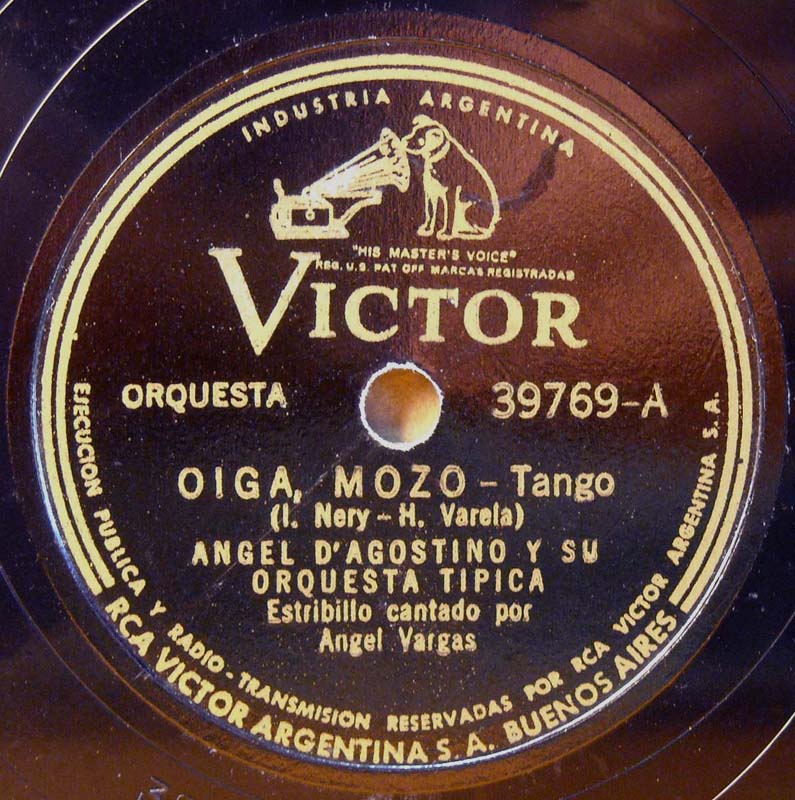 INDUSTRIA ARGENTINA
"HIS MASTER'S VOICE"
REG. U.S. PAT OFF MARCAS REGISTRADAS
VICTOR
ORQUESTA
39769-A
OIGA, MOZO - Tango
(I. Nery - H. Varela)
ANGEL D'AGOSTINO Y SU
ORQUESTA TIPICA
Estribillo cantado por
Angel Vargas
EJECUCION PUBLICA Y RADIO-TRANSMISION RESERVADAS POR RCA VICTOR ARGENTINA S. A.
RCA VICTOR ARGENTINA S. A. BUENOS AIRES